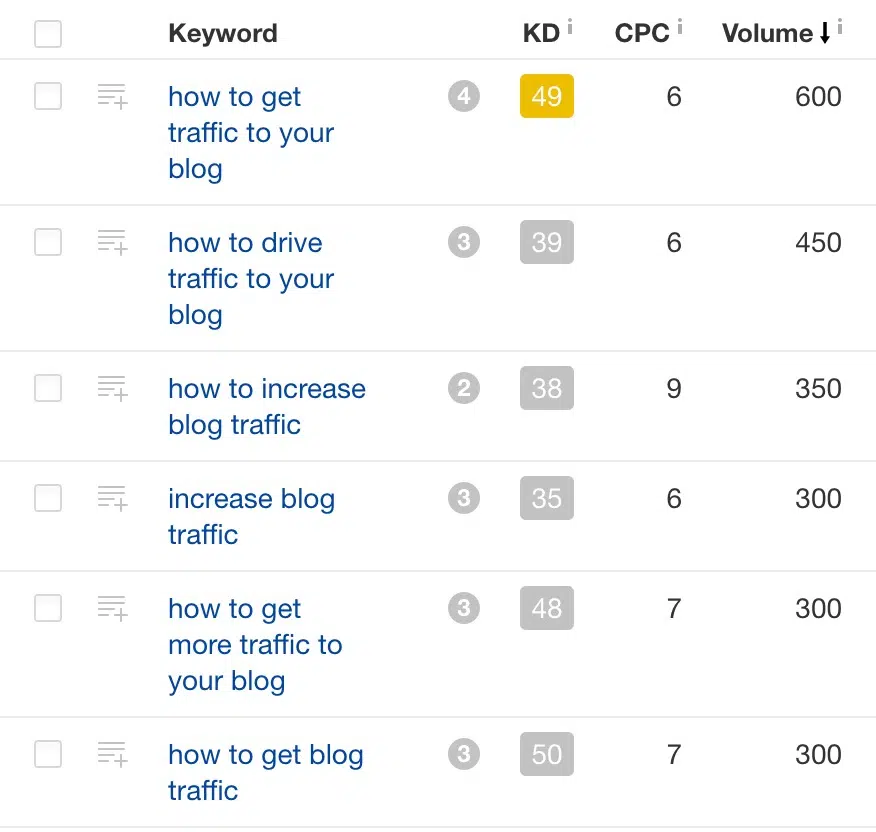 Keyword KD i CPC i Volume ↓ i
how to get 4 49 6 600
traffic to your
blog
how to drive 3 39 6 450
traffic to your
blog
how to increase 2 38 9 350
blog traffic
increase blog 3 35 6 300
traffic
how to get 3 48 7 300
more traffic to
your blog
how to get blog 3 50 7 300
traffic